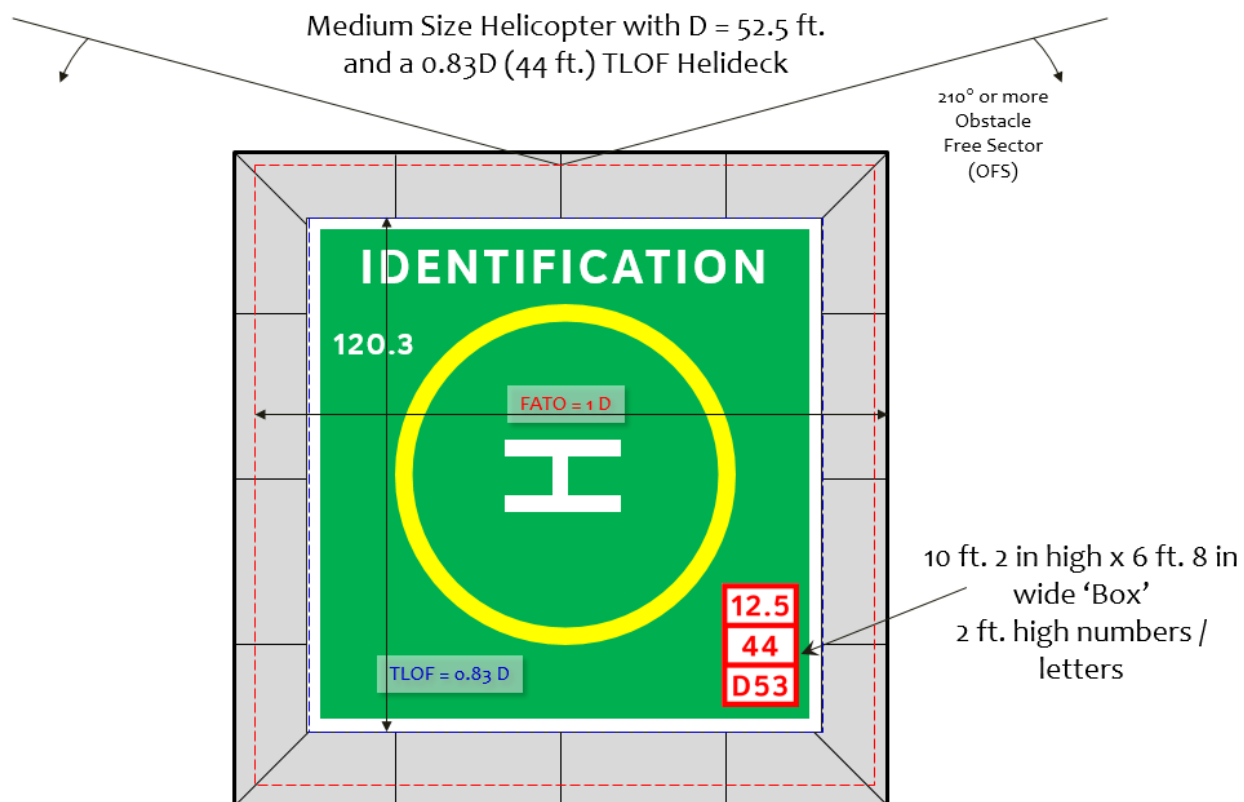 Medium Size Helicopter with D = 52.5 ft.
and a 0.83D (44 ft.) TLOF Helideck
210° or more
Obstacle
Free Sector
(OFS)
IDENTIFICATION
120.3
FATO = 1 D
H
10 ft. 2 in high x 6 ft. 8 in
wide ‘Box’
2 ft. high numbers /
letters
12.5
44
D53
TLOF = 0.83 D